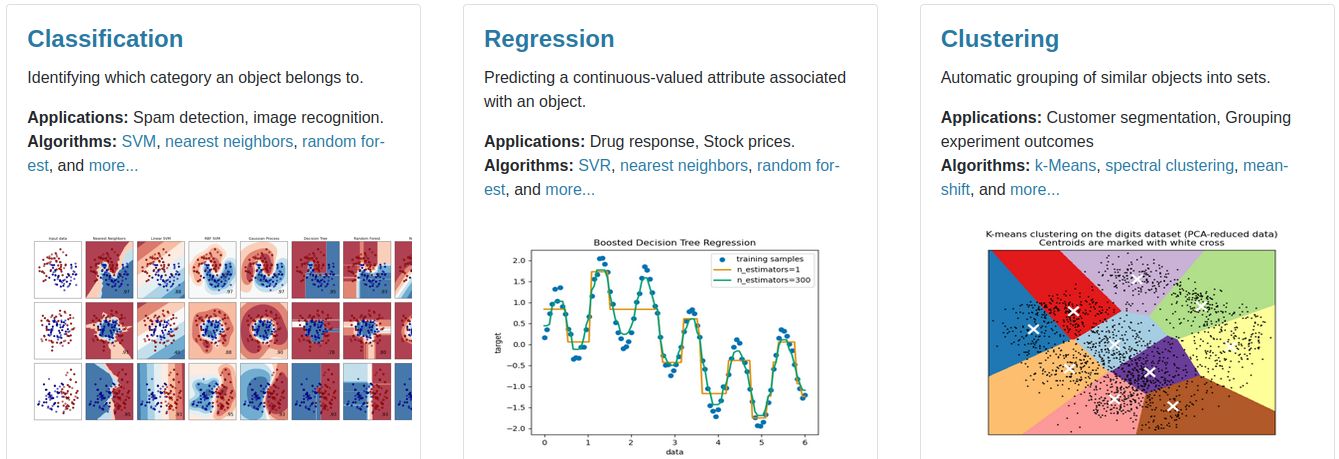 Classification
Identifying which category an object belongs to.
Applications: Spam detection, image recognition.
Algorithms: SVM, nearest neighbors, random for-
est, and more...
Input data
Nearest Neighbors
Linear SVM
RBF SVM
Gaussian Process
Decision Tree
Random Forest
Regression
Predicting a continuous-valued attribute associated
with an object.
Applications: Drug response, Stock prices.
Algorithms: SVR, nearest neighbors, random for-
est, and more...
Boosted Decision Tree Regression
training samples
n_estimators=1
n_estimators=300
target
2.0
1.5
1.0
0.5
0.0
−0.5
−1.0
−1.5
−2.0
0 1 2 3 4 5 6
data
Clustering
Automatic grouping of similar objects into sets.
Applications: Customer segmentation, Grouping
experiment outcomes
Algorithms: k-Means, spectral clustering, mean-
shift, and more...
K-means clustering on the digits dataset (PCA-reduced data)
Centroids are marked with white cross